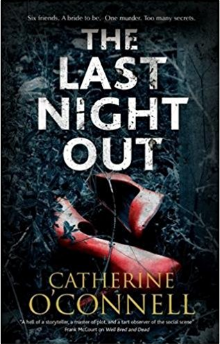 Six friends. A bride to be. One murder. Too many secrets.
THE
LAST
NIGHT
OUT
CATHERINE
O'CONNELL
"A hell of a storyteller, a master of plot, and a tart observer of the social scene"
Frank McCourt on Well Bred and Dead